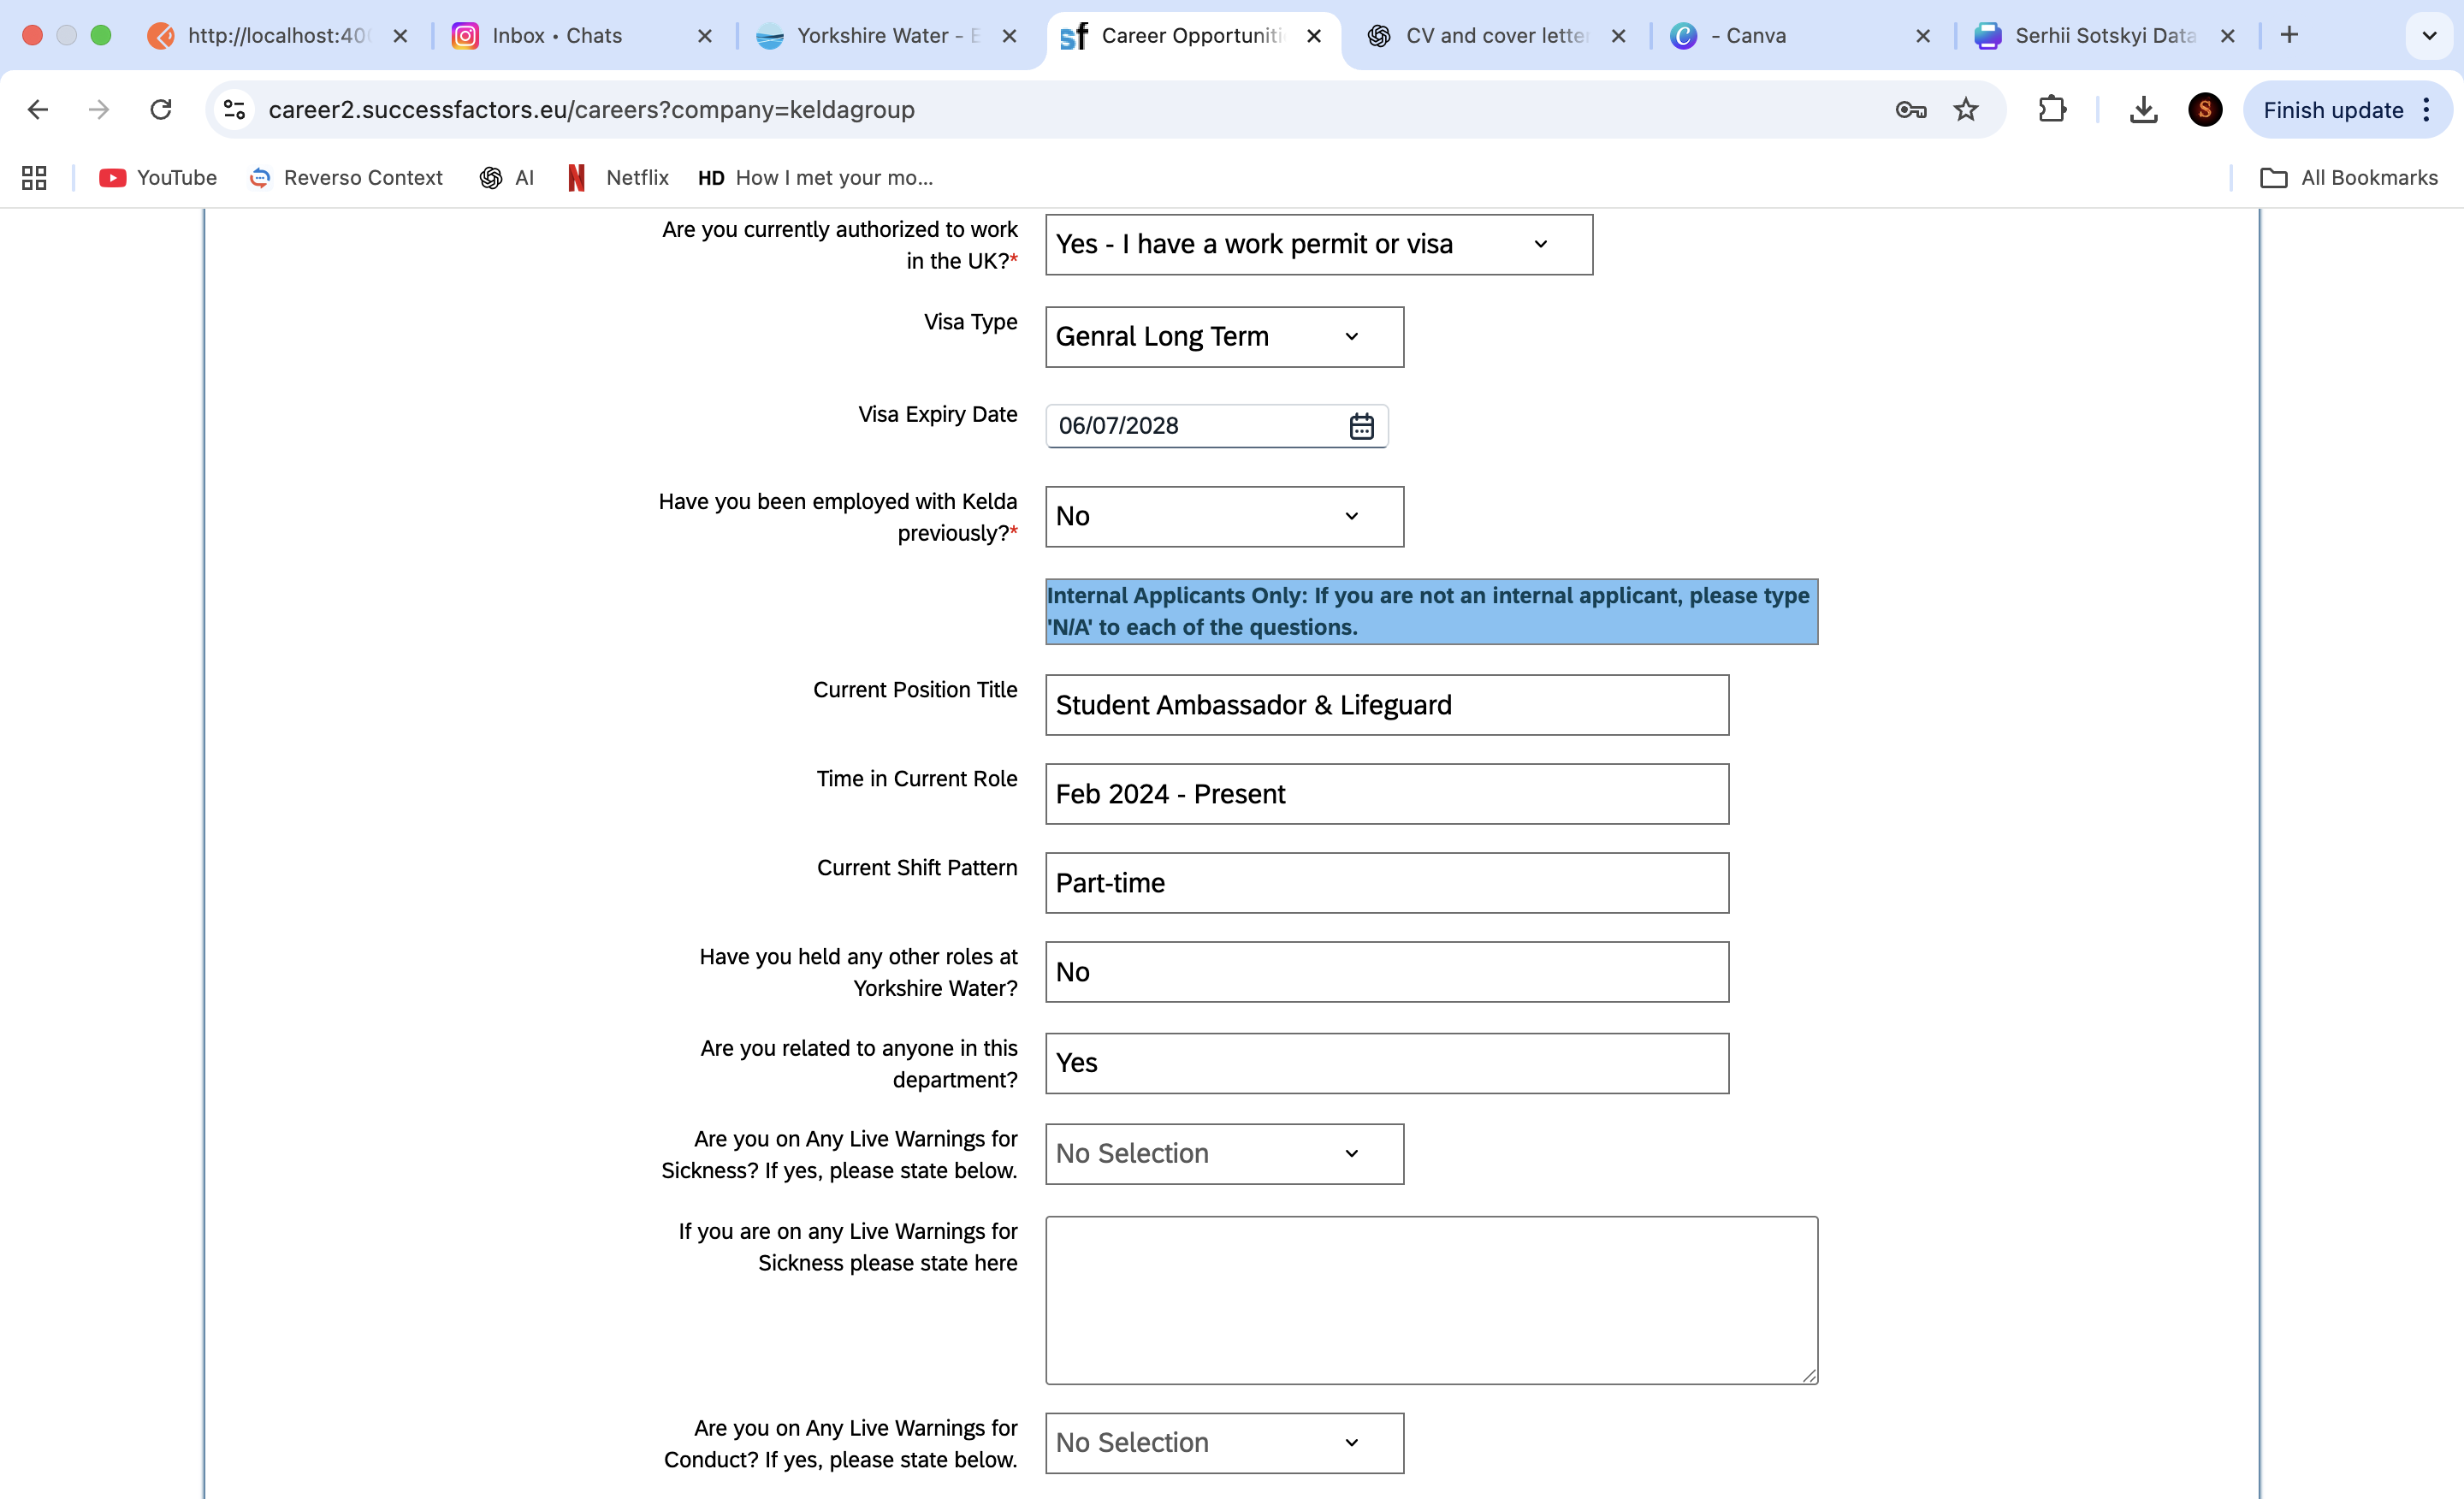 http://localhost:400
Inbox • Chats
Yorkshire Water - E
Career Opportuniti
CV and cover letter
- Canva
Serhii Sotskyi Data
career2.successfactors.eu/careers?company=keldagroup
S
Finish update
YouTube
Reverso Context
AI
Netflix
HD How I met your mo...
All Bookmarks
Are you currently authorized to work
in the UK?*
Yes - I have a work permit or visa
Visa Type
Genral Long Term
Visa Expiry Date
06/07/2028
Have you been employed with Kelda
previously?*
No
Internal Applicants Only: If you are not an internal applicant, please type
'N/A' to each of the questions.
Current Position Title
Student Ambassador & Lifeguard
Time in Current Role
Feb 2024 - Present
Current Shift Pattern
Part-time
Have you held any other roles at
Yorkshire Water?
No
Are you related to anyone in this
department?
Yes
Are you on Any Live Warnings for
Sickness? If yes, please state below.
No Selection
If you are on any Live Warnings for
Sickness please state here
Are you on Any Live Warnings for
Conduct? If yes, please state below.
No Selection